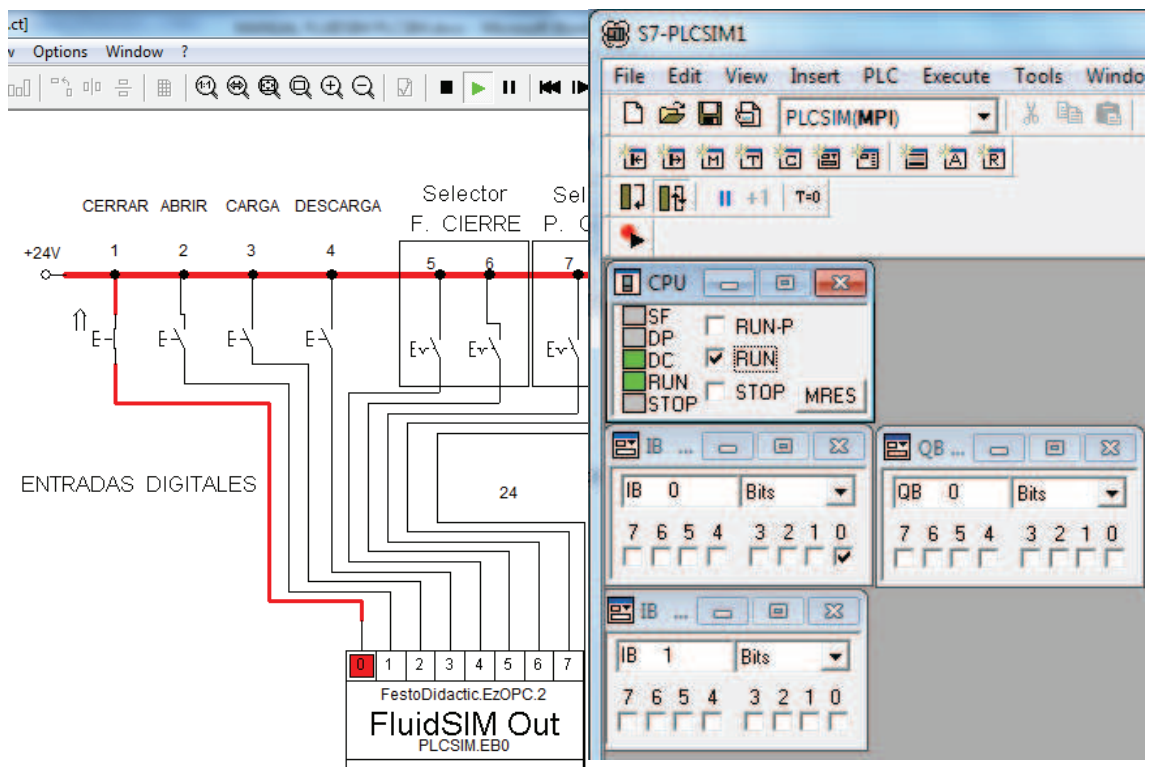 .ct]
w Options Window ?
CERRAR ABRIR CARGA DESCARGA
Selector
F. CIERRE
Sel
P. C
+24V
1 2 3 4 5 6 7
E E E E E E E
ENTRADAS DIGITALES
24
0 1 2 3 4 5 6 7
FestoDidactic.EzOPC.2
FluidSIM Out
PLCSIM.EB0
S7-PLCSIM1
File Edit View Insert PLC Execute Tools Windo
PLCSIM(MPI)
M T C A R
+1 T=0
CPU
SF
DP
DC
RUN
STOP
RUN-P
RUN
STOP
MRES
IB ...
IB 0 Bits
7 6 5 4 3 2 1 0
QB ...
QB 0 Bits
7 6 5 4 3 2 1 0
IB ...
IB 1 Bits
7 6 5 4 3 2 1 0